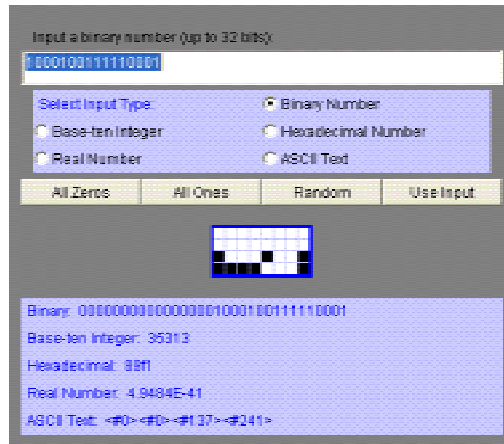 Input a binary number (up to 32 bits):
1000100111110001
Select Input Type:
Binary Number
Base-ten Integer
Hexadecimal Number
Real Number
ASCII Text
All Zeros All Ones Random Use Input
Binary: 00000000000000001000100111110001
Base-ten Integer: 35313
Hexadecimal: 89f1
Real Number: 4.9484E-41
ASCII Text: <#0><#0><#137><#241>